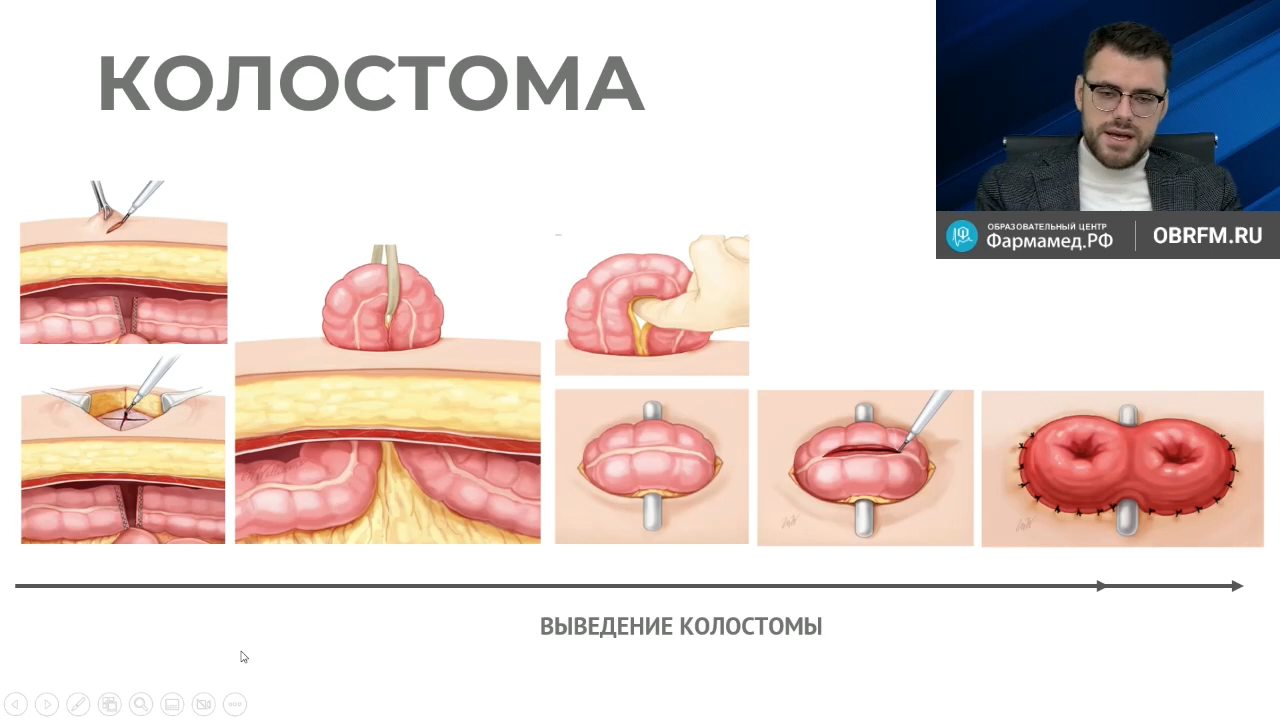 КОЛОСТОМА
ОБРАЗОВАТЕЛЬНЫЙ ЦЕНТР
Фармамед.РФ
OBRFM.RU
ВЫВЕДЕНИЕ КОЛОСТОМЫ